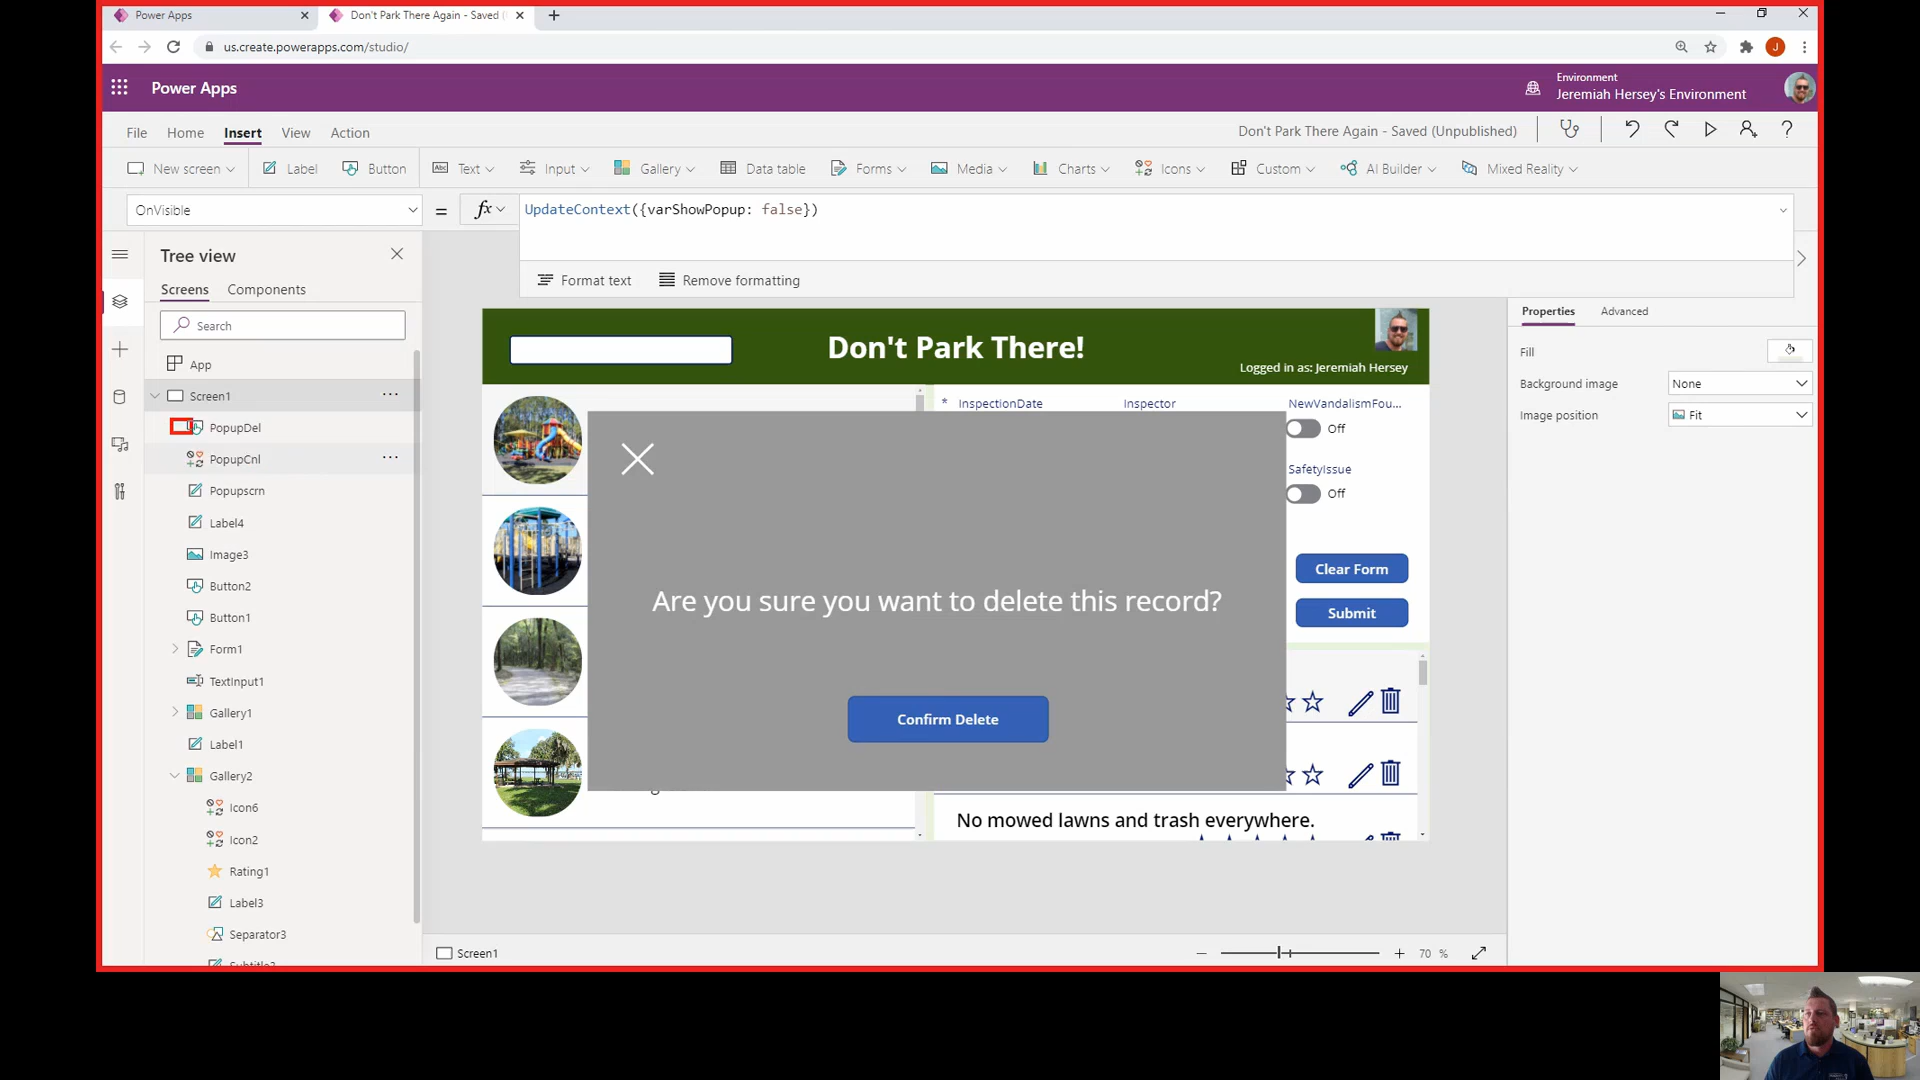 Power Apps
Don't Park There Again - Saved
us.create.powerapps.com/studio/
J
Power Apps
Environment
Jeremiah Hersey's Environment
File Home Insert View Action
Don't Park There Again - Saved (Unpublished)
New screen Label Button Text Input Gallery Data table Forms Media Charts Icons Custom AI Builder Mixed Reality
OnVisible = fx UpdateContext({varShowPopup: false})
Format text Remove formatting
Tree view
Screens Components
Search
App
Screen1
PopupDel
PopupCnl
Popupscrn
Label4
Image3
Button2
Button1
Form1
TextInput1
Gallery1
Label1
Gallery2
Icon6
Icon2
Rating1
Label3
Separator3
Don't Park There!
Logged in as: Jeremiah Hersey
* InspectionDate Inspector NewVandalismFou...
Off
SafetyIssue
Off
Clear Form
Submit
Are you sure you want to delete this record?
Confirm Delete
No mowed lawns and trash everywhere.
Properties Advanced
Fill
Background image None
Image position Fit
Screen1
70 %